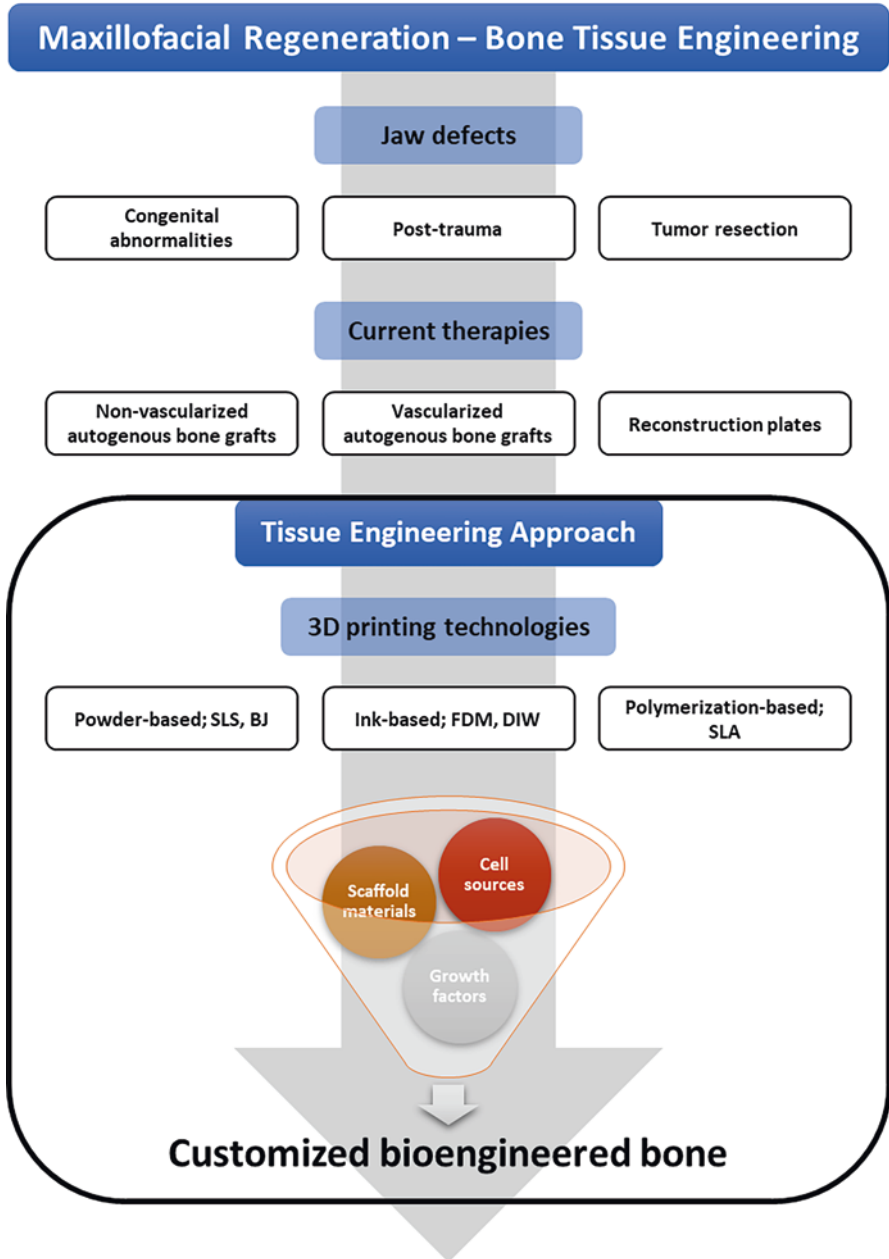 Maxillofacial Regeneration – Bone Tissue Engineering
Jaw defects
Congenital
abnormalities
Post-trauma
Tumor resection
Current therapies
Non-vascularized
autogenous bone grafts
Vascularized
autogenous bone grafts
Reconstruction plates
Tissue Engineering Approach
3D printing technologies
Powder-based; SLS, BJ
Ink-based; FDM, DIW
Polymerization-based;
SLA
Cell
sources
Scaffold
materials
Growth
factors
Customized bioengineered bone